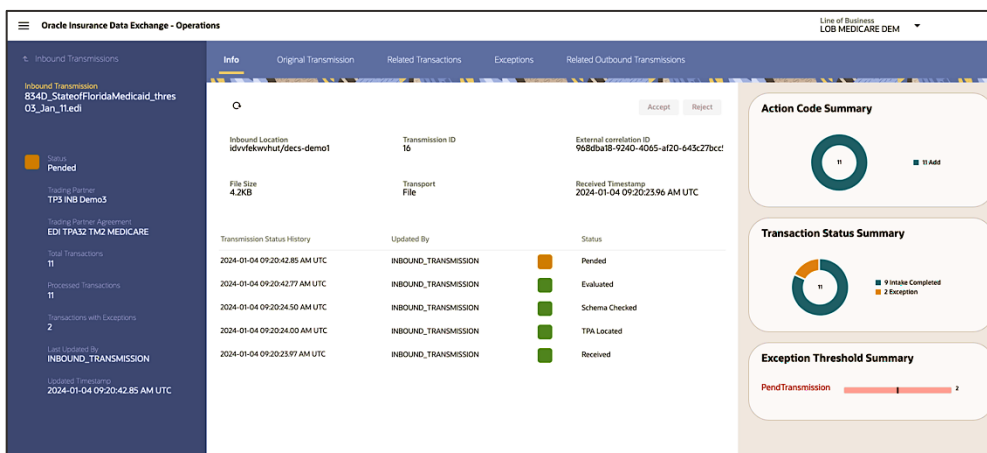 Oracle Insurance Data Exchange - Operations
Line of Business
LOB MEDICARE DEM
Inbound Transmissions
Info Original Transmission Related Transactions Exceptions Related Outbound Transmissions
Inbound Transmission
834D_StateofFloridaMedicaid_thres
03_Jan_11.edi
Status
Pended
Trading Partner
TP3 INB Demo3
Trading Partner Agreement
EDI TPA32 TM2 MEDICARE
Total Transactions
11
Processed Transactions
11
Transactions with Exceptions
2
Last Updated By
INBOUND_TRANSMISSION
Updated Timestamp
2024-01-04 09:20:42.85 AM UTC
Accept Reject
Inbound Location Transmission ID External correlation ID
idvvfekwvhut/decs-demo1 16 968dba18-9240-4065-af20-643c27bcc
File Size Transport Received Timestamp
4.2KB File 2024-01-04 09:20:23.96 AM UTC
Transmission Status History Updated By Status
2024-01-04 09:20:42.85 AM UTC INBOUND_TRANSMISSION Pended
2024-01-04 09:20:42.77 AM UTC INBOUND_TRANSMISSION Evaluated
2024-01-04 09:20:24.50 AM UTC INBOUND_TRANSMISSION Schema Checked
2024-01-04 09:20:24.00 AM UTC INBOUND_TRANSMISSION TPA Located
2024-01-04 09:20:23.97 AM UTC INBOUND_TRANSMISSION Received
Action Code Summary
11
11 Add
Transaction Status Summary
11
9 Intake Completed
2 Exception
Exception Threshold Summary
PendTransmission 2